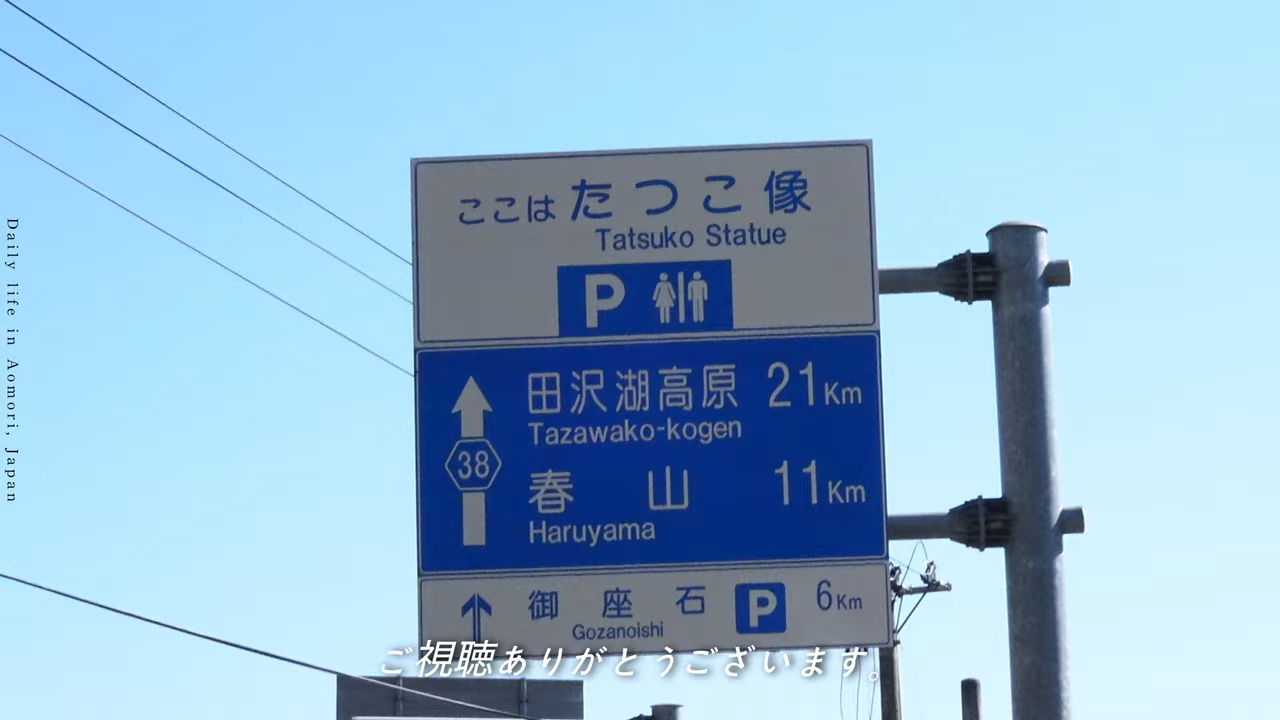 ここは たつこ像
Tatsuko Statue
P
田沢湖高原 21Km
Tazawako-kogen
38
春山 11Km
Haruyama
御座石 P 6Km
Gozanoishi
ご視聴ありがとうございます。
Daily life in Aomori, Japan